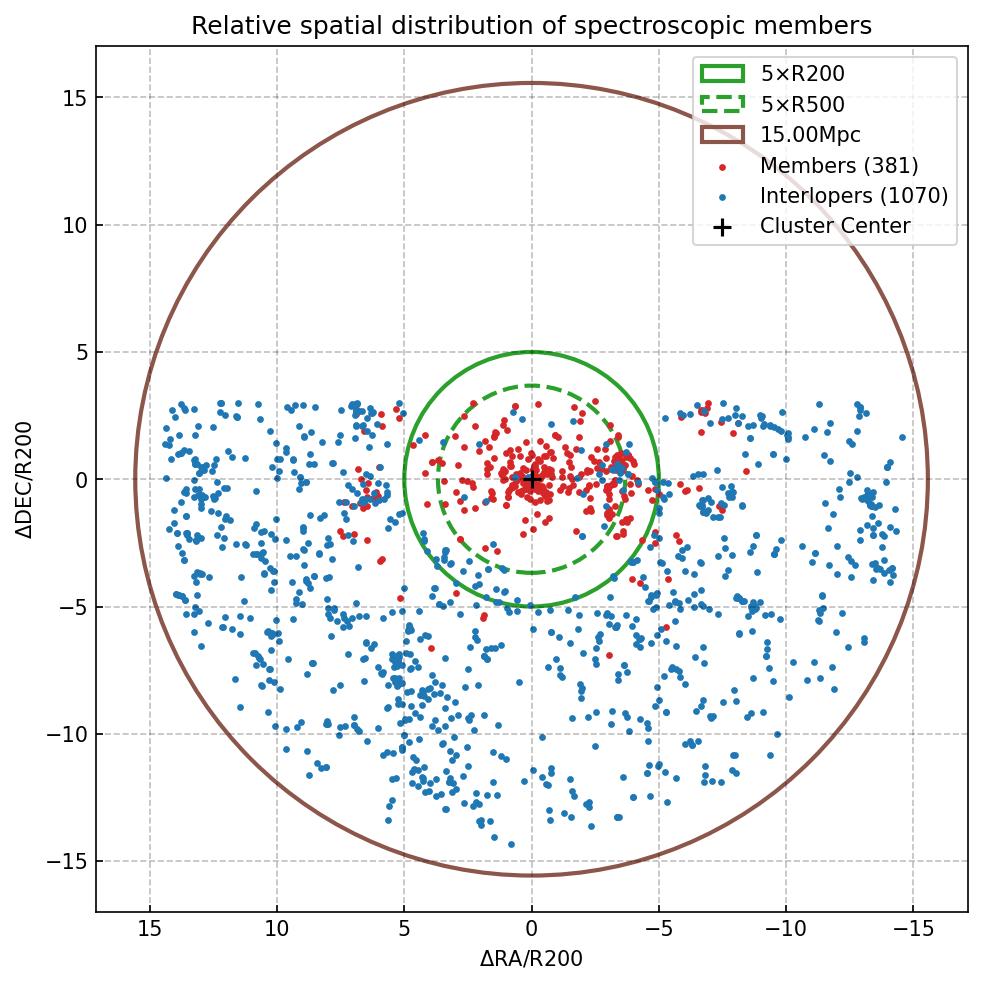 Relative spatial distribution of spectroscopic members
5×R200
5×R500
15.00Mpc
Members (381)
Interlopers (1070)
Cluster Center
15
10
5
0
−5
−10
−15
ΔDEC/R200
15
10
5
0
−5
−10
−15
ΔRA/R200